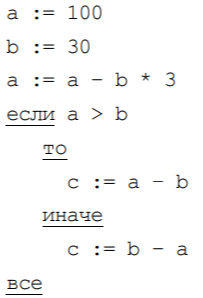 a := 100
b := 30
a := a – b * 3
если a > b
то
c := a – b
иначе
c := b – a
все